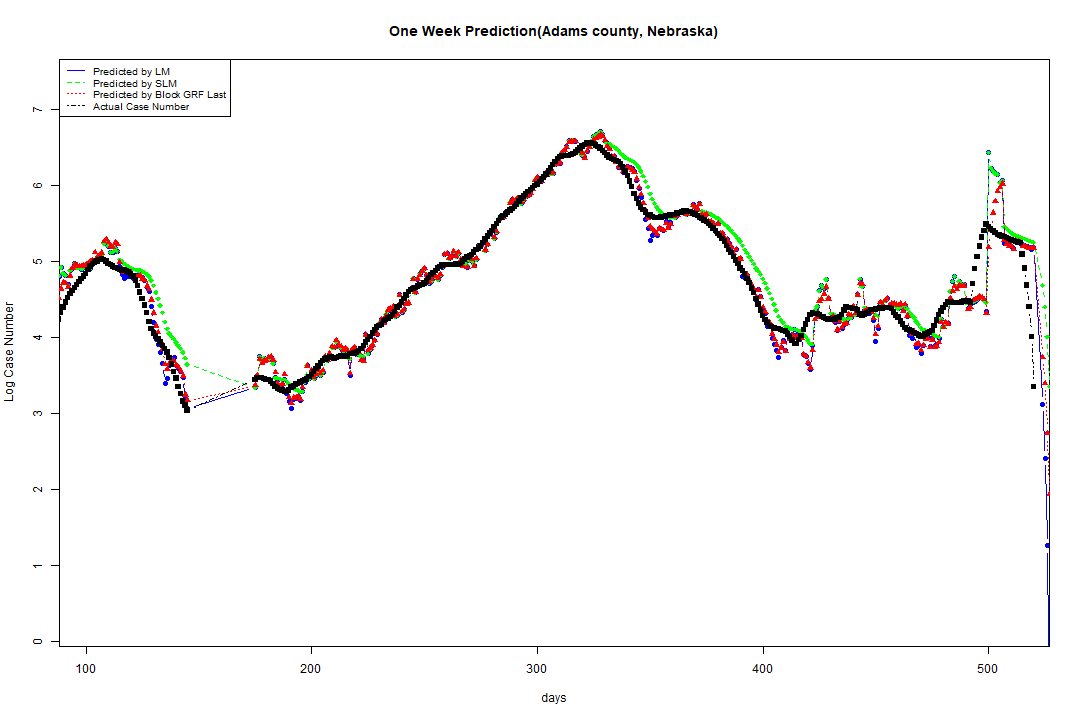 One Week Prediction(Adams county, Nebraska)
Predicted by LM
Predicted by SLM
Predicted by Block GRF Last
Actual Case Number
Log Case Number
7
6
5
4
3
2
1
0
100 200 300 400 500
days